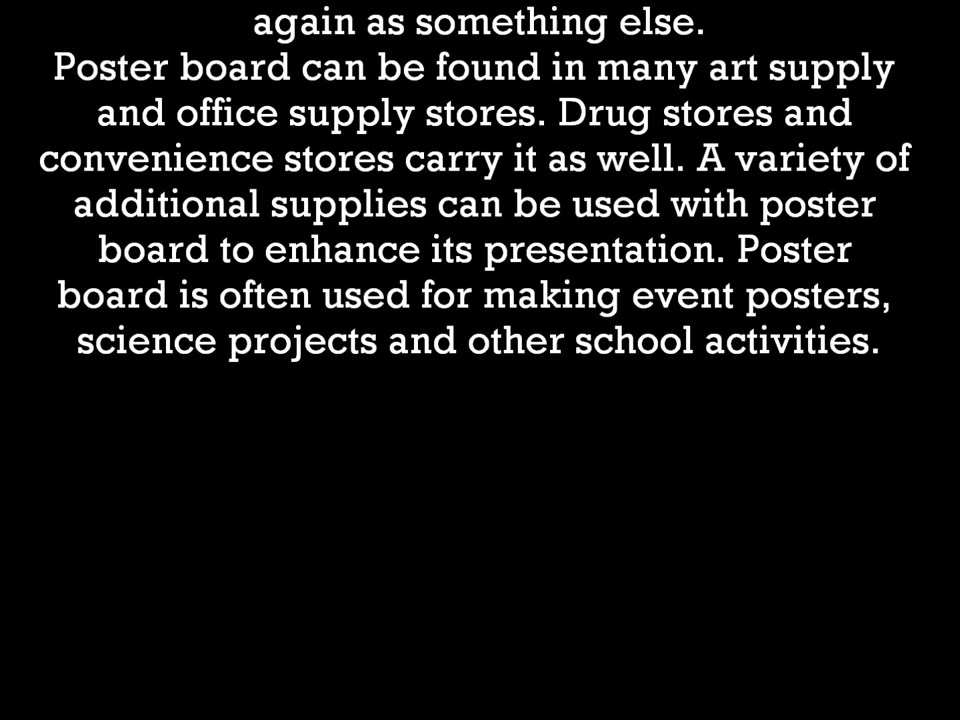 again as something else.
Poster board can be found in many art supply
and office supply stores. Drug stores and
convenience stores carry it as well. A variety of
additional supplies can be used with poster
board to enhance its presentation. Poster
board is often used for making event posters,
science projects and other school activities.